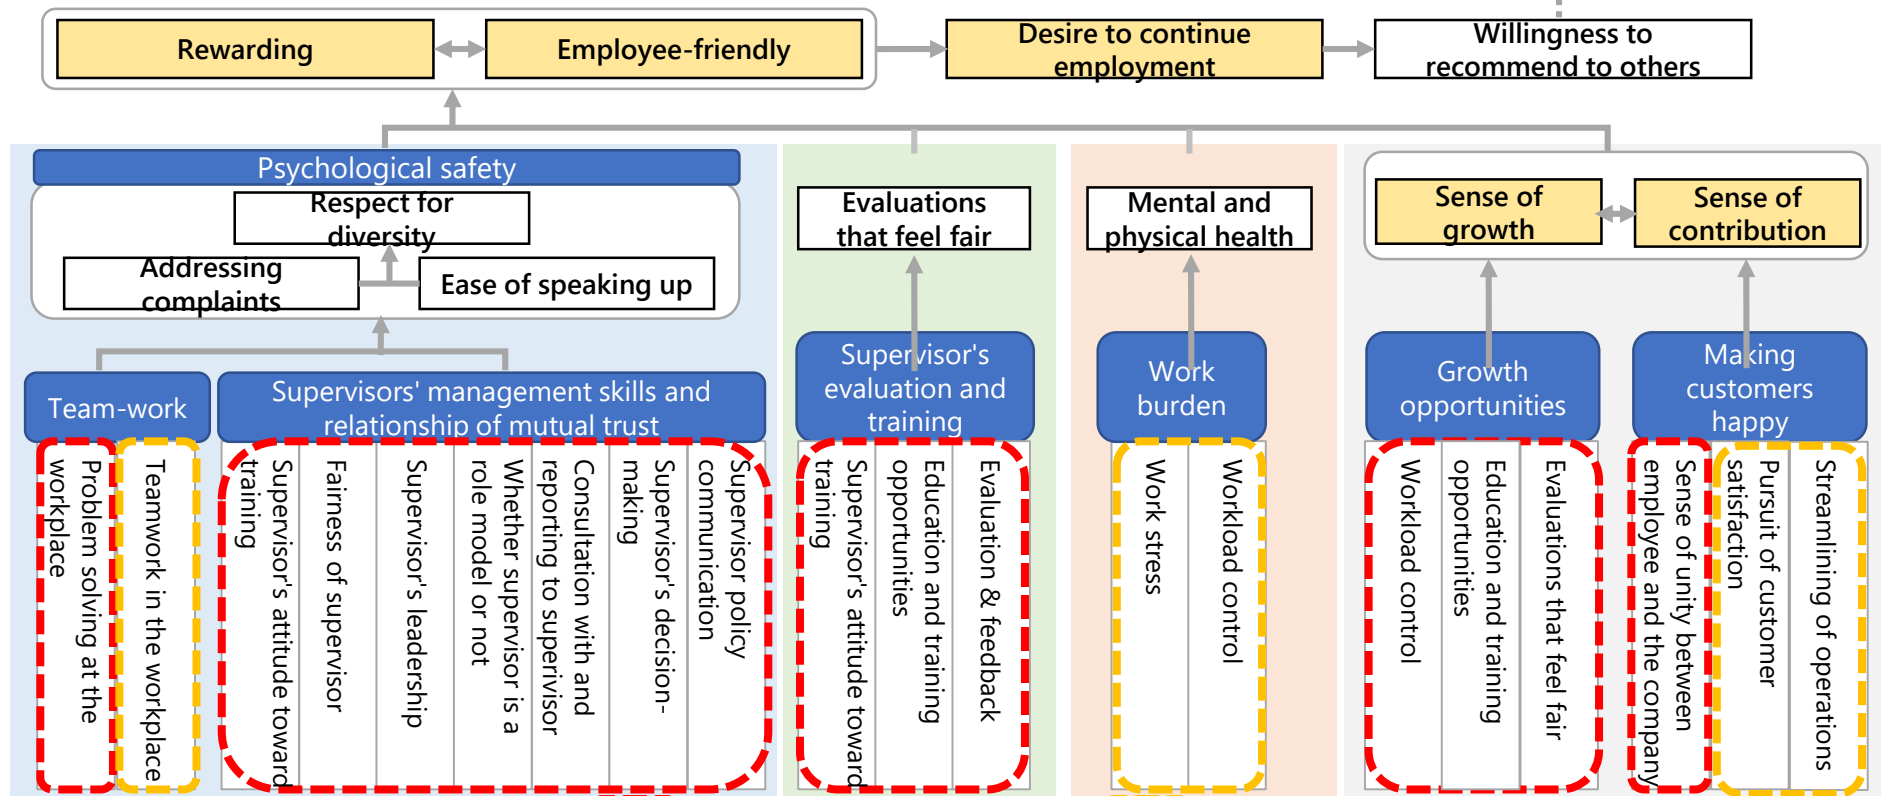 Rewarding
Employee-friendly
Desire to continue
employment
Willingness to
recommend to others
Psychological safety
Respect for
diversity
Addressing
complaints
Ease of speaking up
Evaluations
that feel fair
Mental and
physical health
Sense of
growth
Sense of
contribution
Team-work
Supervisors' management skills and
relationship of mutual trust
Supervisor's
evaluation and
training
Work
burden
Growth
opportunities
Making
customers
happy
Problem solving at the
workplace
Teamwork in the workplace
Supervisor's attitude toward
training
Fairness of supervisor
Supervisor's leadership
Whether supervisor is a
role model or not
Consultation with and
reporting to superivisor
Supervisor's decision-
making
Supervisor policy
communication
Supervisor's attitude toward
training
Education and training
opportunities
Evaluation & feedback
Work stress
Workload control
Workload control
Education and training
opportunities
Evaluations that feel fair
Sense of unity between
employee and the company
Pursuit of customer
satisfaction
Streamlining of operations